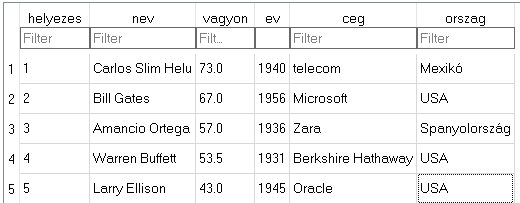 helyezes nev vagyon ev ceg orszag
Filter Filter Filt... Filter Filter
1 1 Carlos Slim Helu 73.0 1940 telecom Mexikó
2 2 Bill Gates 67.0 1956 Microsoft USA
3 3 Amancio Ortega 57.0 1936 Zara Spanyolország
4 4 Warren Buffett 53.5 1931 Berkshire Hathaway USA
5 5 Larry Ellison 43.0 1945 Oracle USA